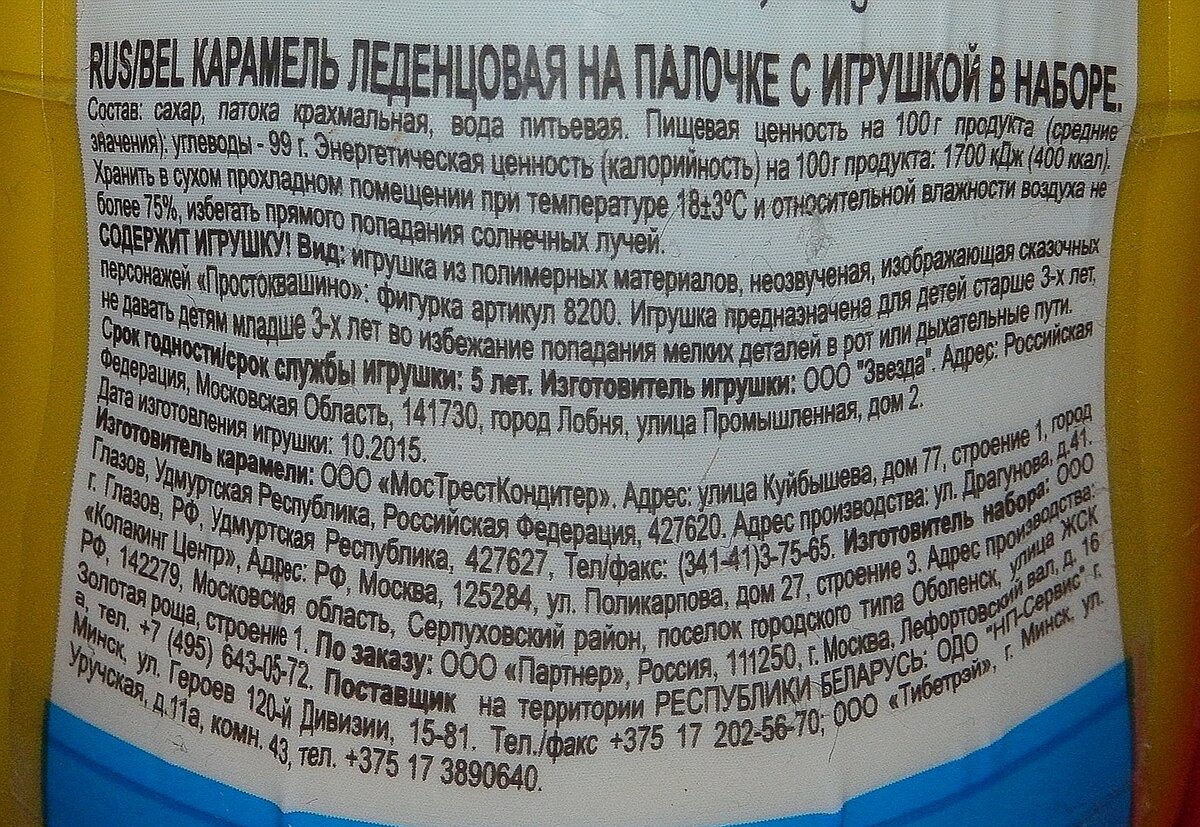 RUS/BEL КАРАМЕЛЬ ЛЕДЕНЦОВАЯ НА ПАЛОЧКЕ С ИГРУШКОЙ В НАБОРЕ.
Состав: сахар, патока крахмальная, вода питьевая. Пищевая ценность на 100г продукта (средние
значения): углеводы - 99 г. Энергетическая ценность (калорийность) на 100г продукта: 1700 кДж (400 ккал).
Хранить в сухом прохладном помещении при температуре 18±3ºС и относительной влажности воздуха не
более 75%, избегать прямого попадания солнечных лучей.
СОДЕРЖИТ ИГРУШКУ! Вид: игрушка из полимерных материалов, неозвученая, изображающая сказочных
персонажей «Простоквашино»: фигурка артикул 8200. Игрушка предназначена для детей старше 3-х лет,
не давать детям младше 3-х лет во избежание попадания мелких деталей в рот или дыхательные пути.
Срок годности/срок службы игрушки: 5 лет. Изготовитель игрушки: ООО "Звезда". Адрес: Российская
Федерация, Московская Область, 141730, город Лобня, улица Промышленная, дом 2.
Дата изготовления игрушки: 10.2015.
Изготовитель карамели: ООО «МосТрестКондитер». Адрес: улица Куйбышева, дом 77, строение 1, город
Глазов, Удмуртская Республика, Российская Федерация, 427620. Адрес производства: ул. Драгунова, д.41.
г. Глазов, РФ, Удмуртская Республика, 427627, Тел/факс: (341-41)3-75-65. Изготовитель набора: ООО
«Копакинг Центр», Адрес: РФ, Москва, 125284, ул. Поликарпова, дом 27, строение 3. Адрес производства:
РФ, 142279, Московская область, Серпуховский район, поселок городского типа Оболенск, улица ЖСК
Золотая роща, строение 1. По заказу: ООО «Партнер», Россия, 111250, г. Москва, Лефортовский вал, д. 16
а, тел. +7 (495) 643-05-72. Поставщик на территории РЕСПУБЛИКИ БЕЛАРУСЬ: ОДО "НП-Сервис" г.
Минск, ул. Героев 120-й Дивизии, 15-81. Тел./факс +375 17 202-56-70; ООО «Тибетрэй», г. Минск, ул.
Уручская, д.11а, комн. 43, тел. +375 17 3890640.